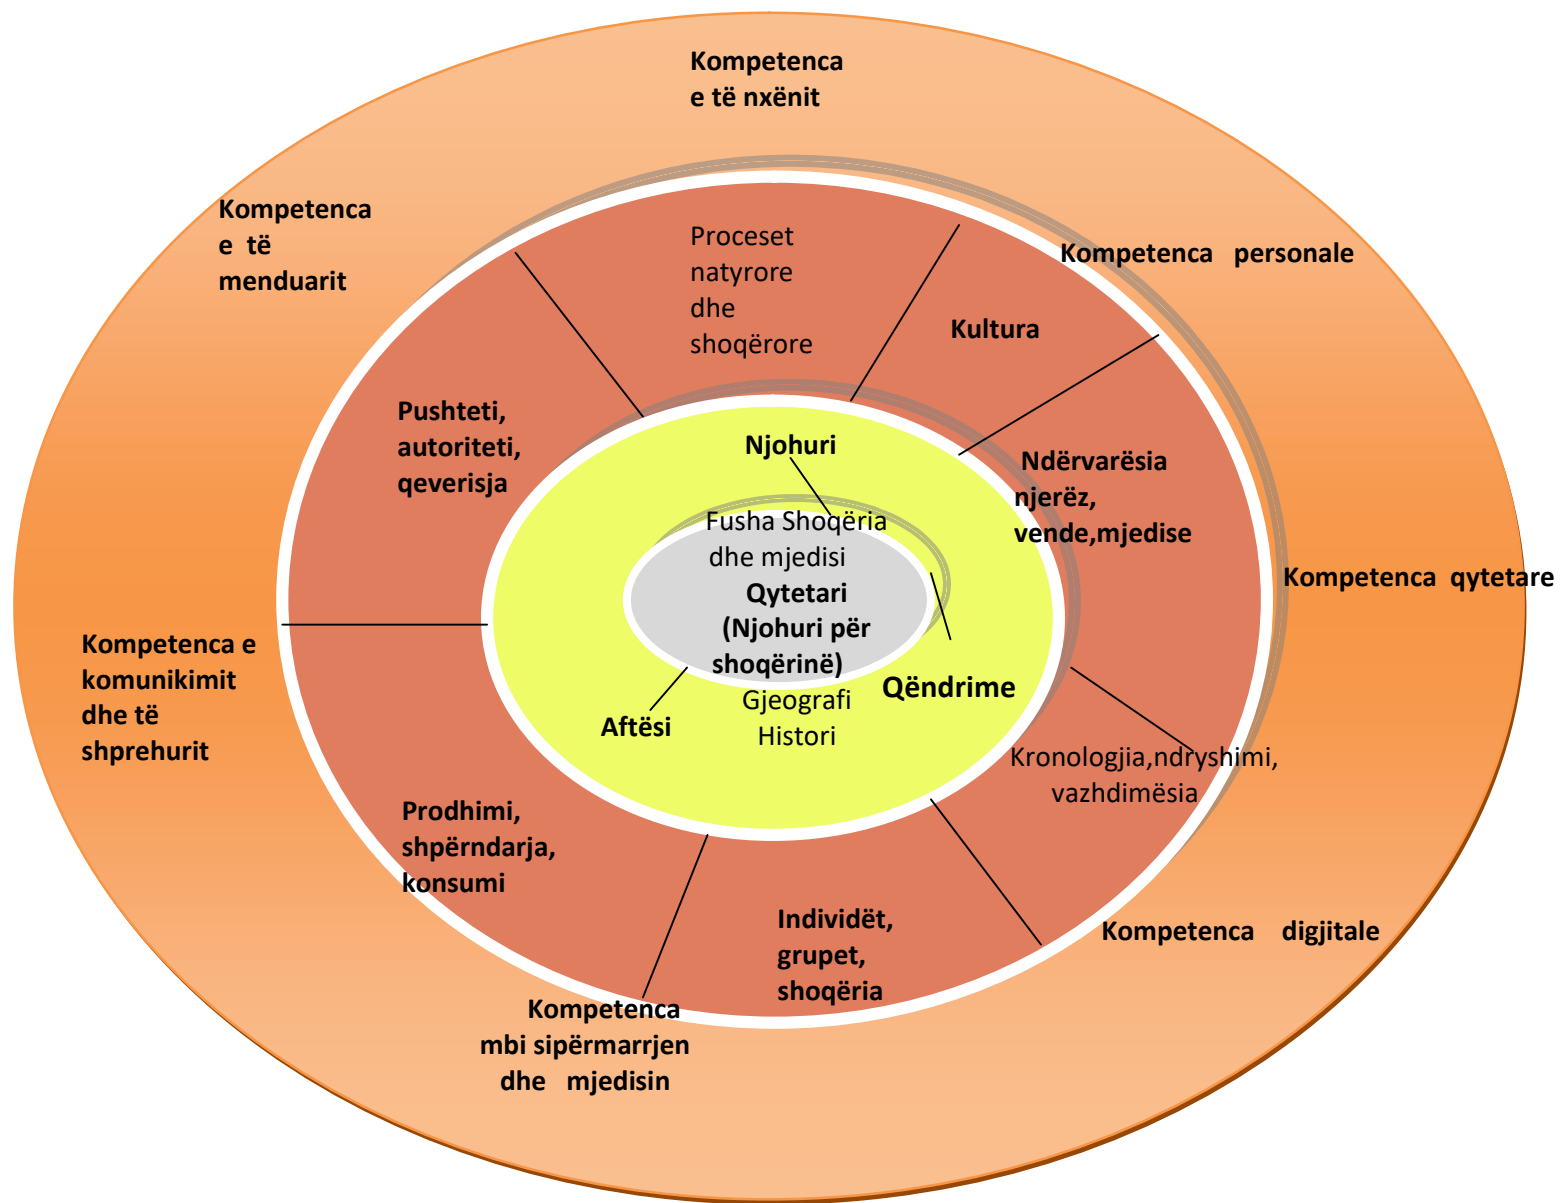 Kompetenca
e të nxënit
Kompetenca
e të
menduarit
Kompetenca personale
Proceset
natyrore
dhe
shoqërore
Kultura
Pushteti,
autoriteti,
qeverisja
Ndërvarësia
njerëz,
vende,mjedise
Njohuri
Fusha Shoqëria
dhe mjedisi
Qytetari
(Njohuri për
shoqërinë)
Gjeografi
Histori
Qëndrime
Aftësi
Kompetenca qytetare
Kompetenca e
komunikimit
dhe të
shprehurit
Kronologjia,ndryshimi,
vazhdimësia
Prodhimi,
shpërndarja,
konsumi
Individët,
grupet,
shoqëria
Kompetenca digjitale
Kompetenca
mbi sipërmarrjen
dhe mjedisin